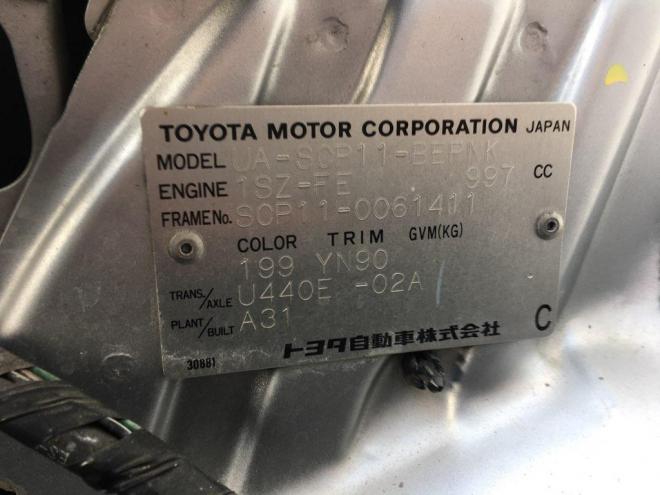 TOYOTA MOTOR CORPORATION JAPAN
MODEL UA-SCP11-BEPNK
ENGINE 1SZ-FE 997 CC
FRAME No. SCP11-0061411
COLOR TRIM GVM(KG)
199 YN90
TRANS./AXLE U440E -02A
PLANT/BUILT A31
トヨタ自動車株式会社 C
30881